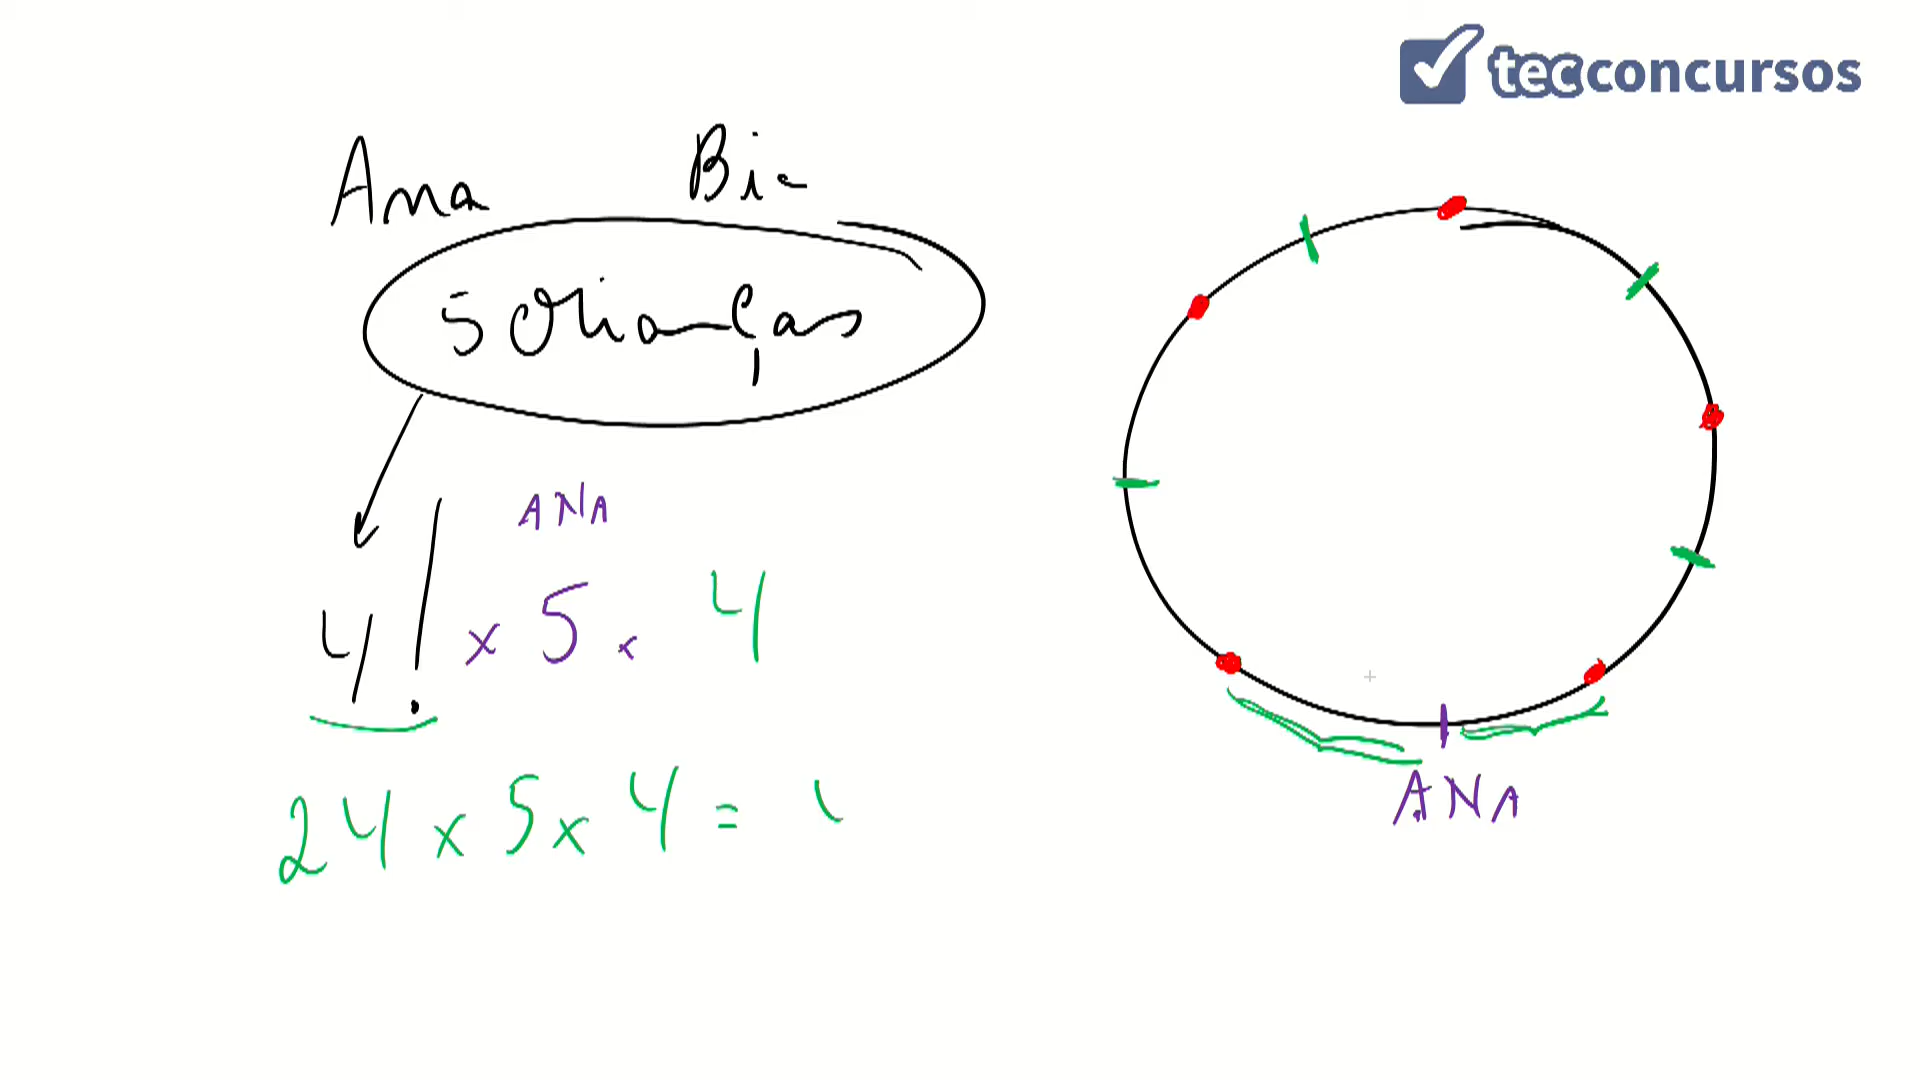 tecconcursos
Ana Bia
5 crianças
ANA
4! x 5 x 4
24 x 5 x 4 =
ANA